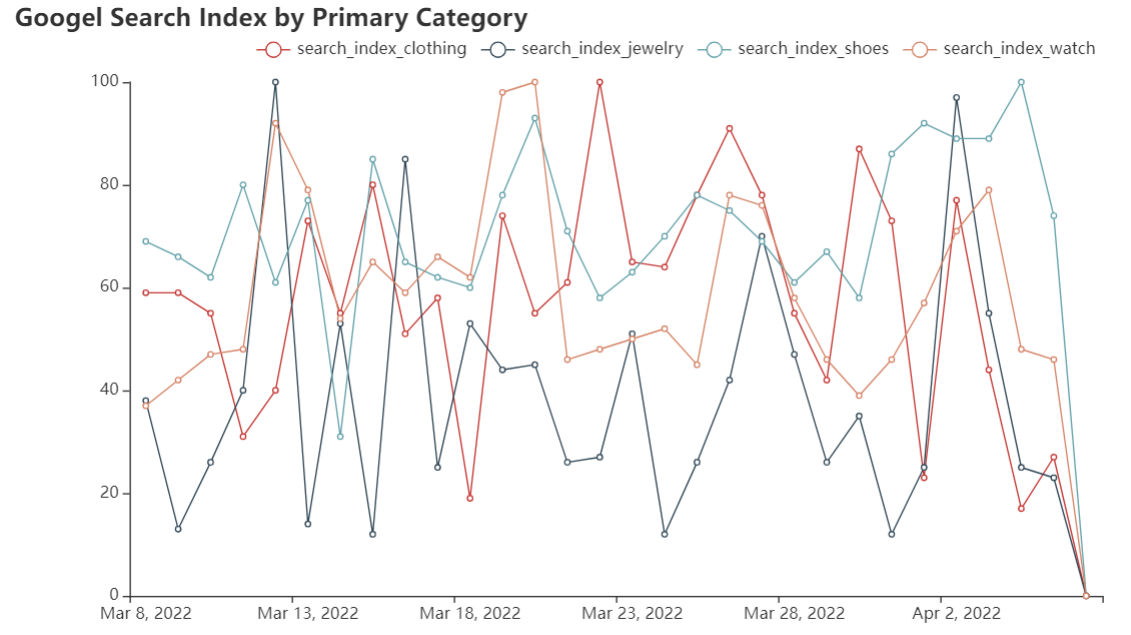 Googel Search Index by Primary Category
search_index_clothing search_index_jewelry search_index_shoes search_index_watch
100
80
60
40
20
0
Mar 8, 2022 Mar 13, 2022 Mar 18, 2022 Mar 23, 2022 Mar 28, 2022 Apr 2, 2022